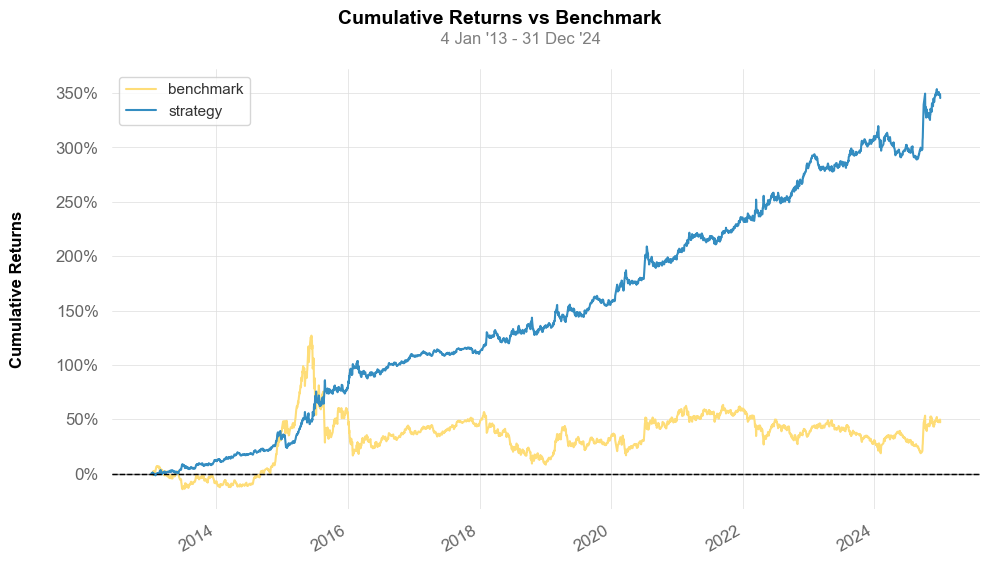 Cumulative Returns vs Benchmark
4 Jan '13 - 31 Dec '24
benchmark
strategy
Cumulative Returns
350%
300%
250%
200%
150%
100%
50%
0%
2014
2016
2018
2020
2022
2024